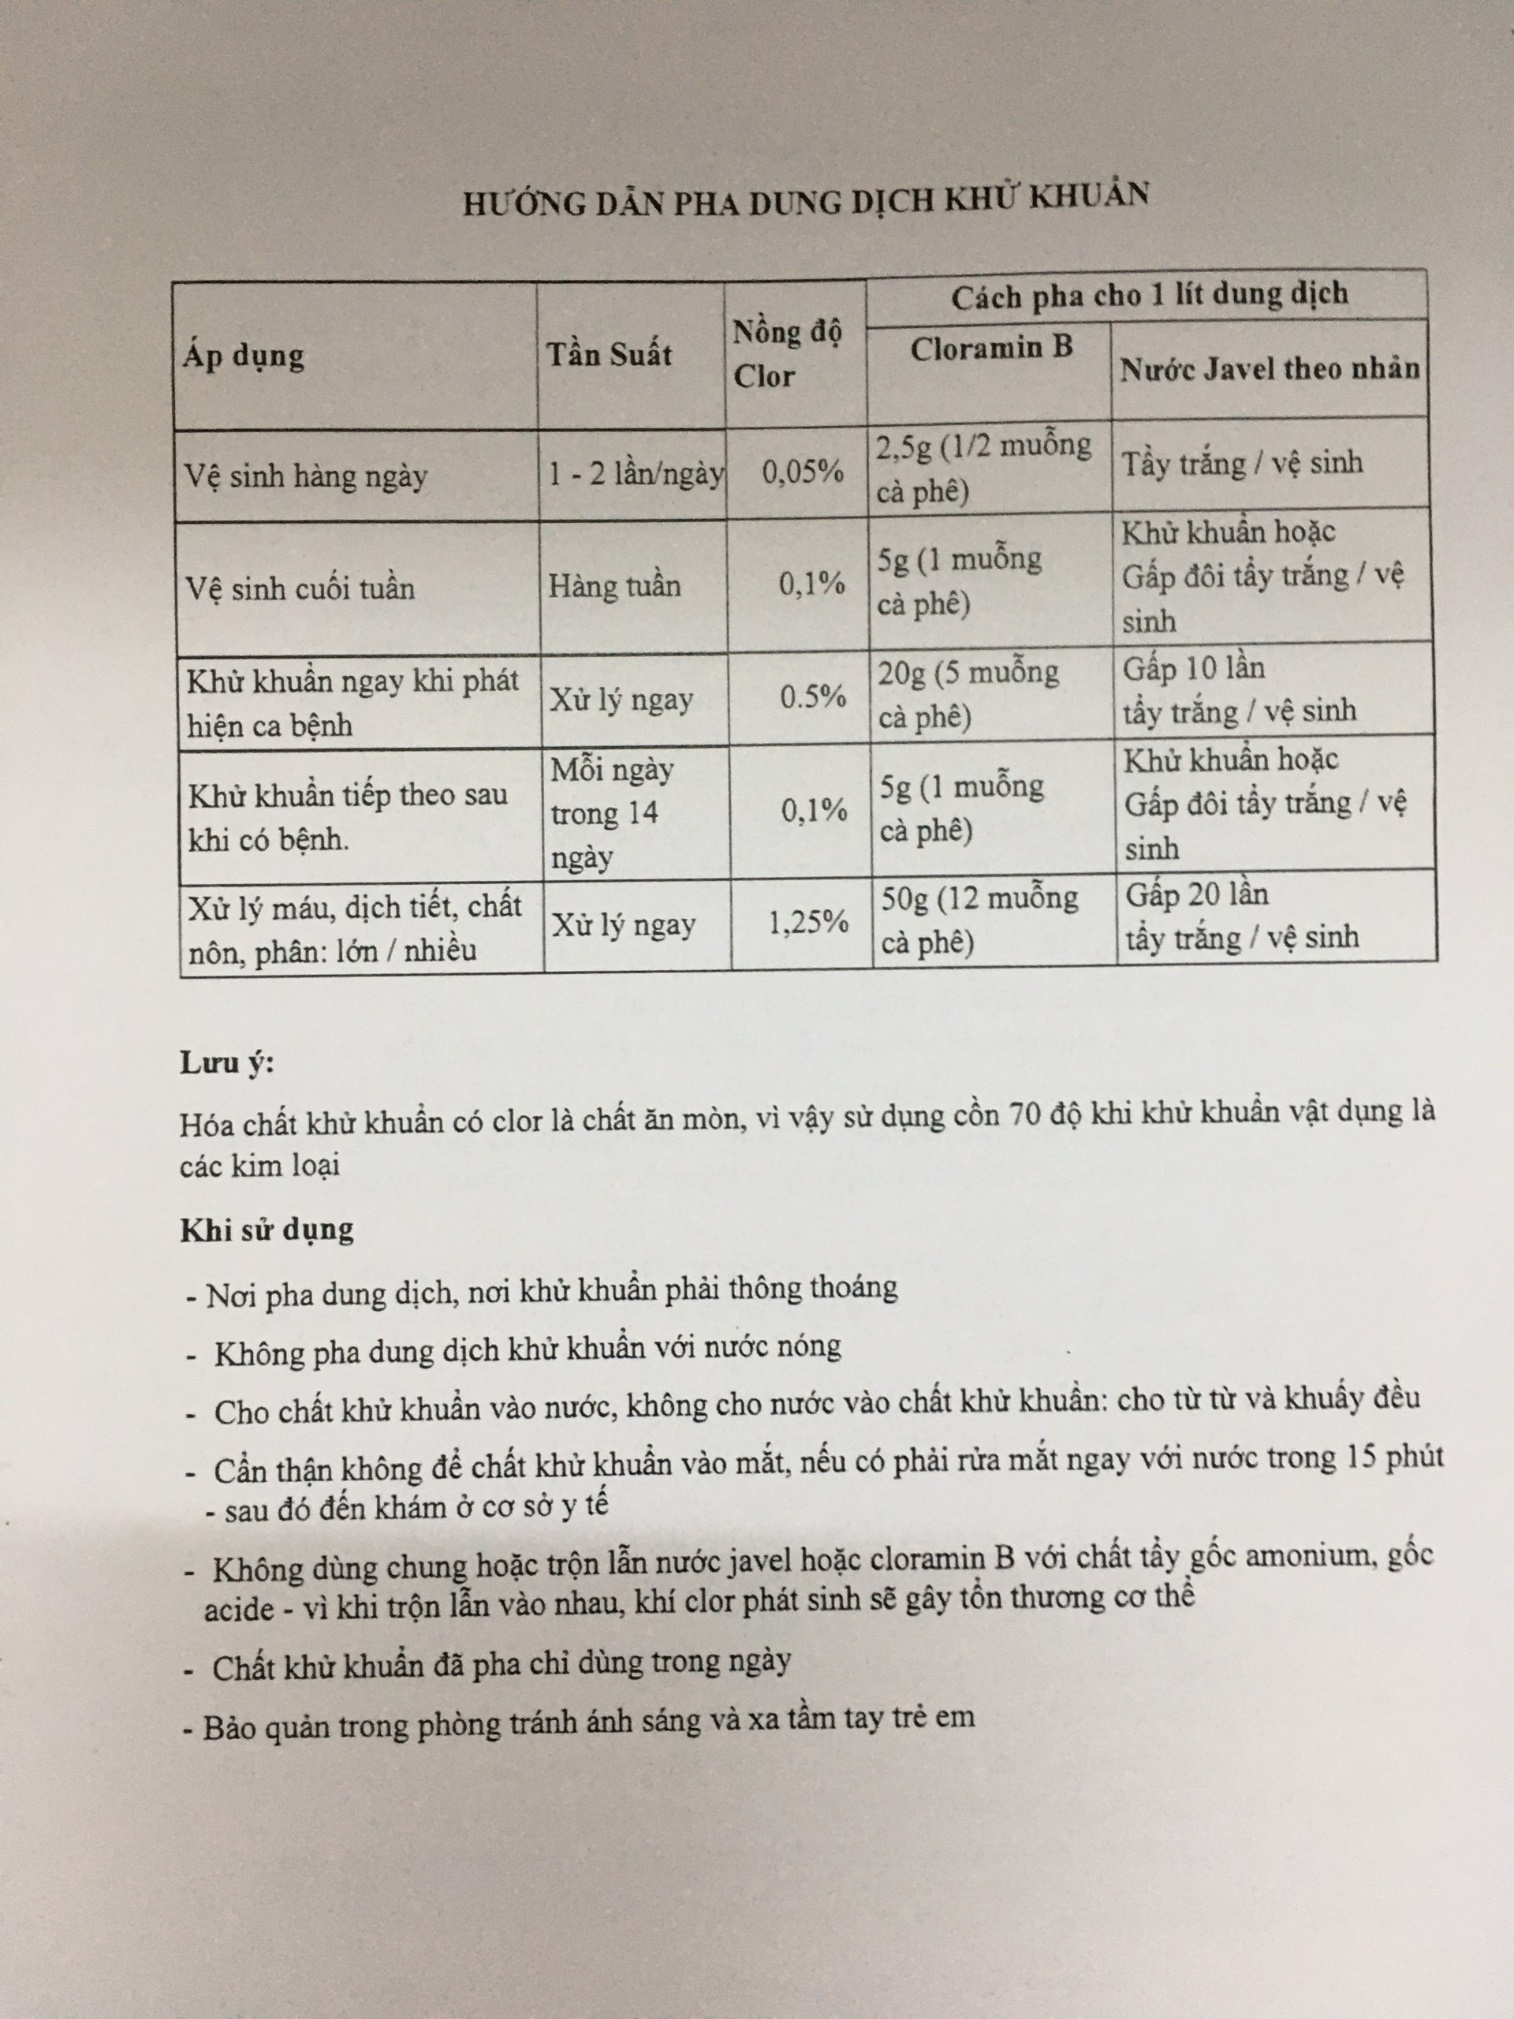 HƯỚNG DẪN PHA DUNG DỊCH KHỬ KHUẨN
Áp dụng
Tần Suất
Nồng độ
Clor
Cách pha cho 1 lít dung dịch
Cloramin B
Nước Javel theo nhản
Vệ sinh hàng ngày
1 - 2 lần/ngày
0,05%
2,5g (1/2 muỗng
cà phê)
Tẩy trắng / vệ sinh
Vệ sinh cuối tuần
Hàng tuần
0,1%
5g (1 muỗng
cà phê)
Khử khuẩn hoặc
Gấp đôi tẩy trắng / vệ
sinh
Khử khuẩn ngay khi phát
hiện ca bệnh
Xử lý ngay
0.5%
20g (5 muỗng
cà phê)
Gấp 10 lần
tẩy trắng / vệ sinh
Khử khuẩn tiếp theo sau
khi có bệnh.
Mỗi ngày
trong 14
ngày
0,1%
5g (1 muỗng
cà phê)
Khử khuẩn hoặc
Gấp đôi tẩy trắng / vệ
sinh
Xử lý máu, dịch tiết, chất
nôn, phân: lớn / nhiều
Xử lý ngay
1,25%
50g (12 muỗng
cà phê)
Gấp 20 lần
tẩy trắng / vệ sinh
Lưu ý:
Hóa chất khử khuẩn có clor là chất ăn mòn, vì vậy sử dụng cồn 70 độ khi khử khuẩn vật dụng là
các kim loại
Khi sử dụng
- Nơi pha dung dịch, nơi khử khuẩn phải thông thoáng
- Không pha dung dịch khử khuẩn với nước nóng
- Cho chất khử khuẩn vào nước, không cho nước vào chất khử khuẩn: cho từ từ và khuấy đều
- Cẩn thận không để chất khử khuẩn vào mắt, nếu có phải rửa mắt ngay với nước trong 15 phút
- sau đó đến khám ở cơ sở y tế
- Không dùng chung hoặc trộn lẫn nước javel hoặc cloramin B với chất tẩy gốc amonium, gốc
acide - vì khi trộn lẫn vào nhau, khí clor phát sinh sẽ gây tổn thương cơ thể
- Chất khử khuẩn đã pha chỉ dùng trong ngày
- Bảo quản trong phòng tránh ánh sáng và xa tầm tay trẻ em